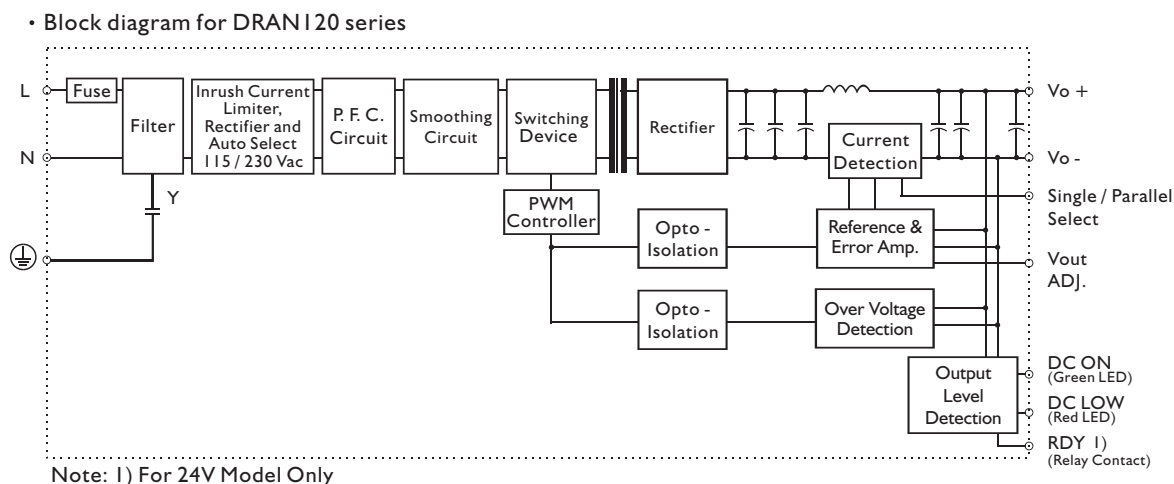 • Block diagram for DRAN120 series
L
Fuse
N
Filter
Y
Inrush Current
Limiter,
Rectifier and
Auto Select
115 / 230 Vac
P. F. C.
Circuit
Smoothing
Circuit
Switching
Device
PWM
Controller
Rectifier
Current
Detection
Opto -
Isolation
Reference &
Error Amp.
Opto -
Isolation
Over Voltage
Detection
Output
Level
Detection
Vo +
Vo -
Single / Parallel
Select
Vout
ADJ.
DC ON
(Green LED)
DC LOW
(Red LED)
RDY 1)
(Relay Contact)
Note: 1) For 24V Model Only